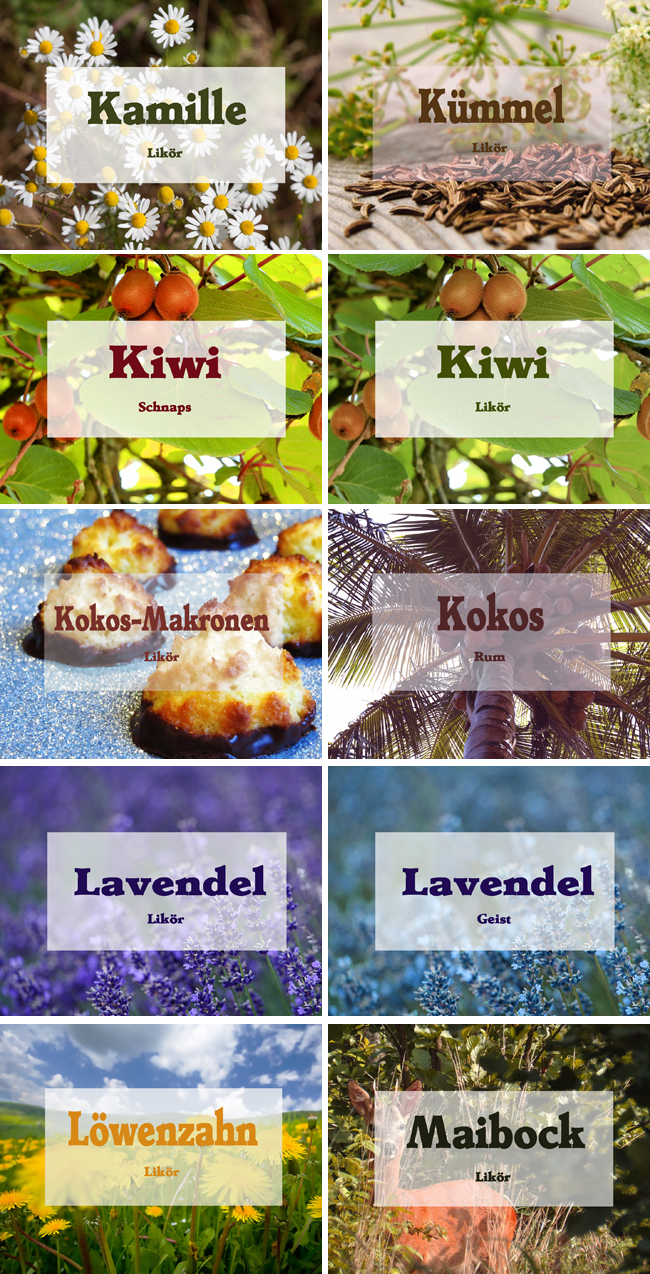 Kamille
Likör
Kümmel
Likör
Kiwi
Schnaps
Kiwi
Likör
Kokos-Makronen
Likör
Kokos
Rum
Lavendel
Likör
Lavendel
Geist
Löwenzahn
Likör
Maibock
Likör